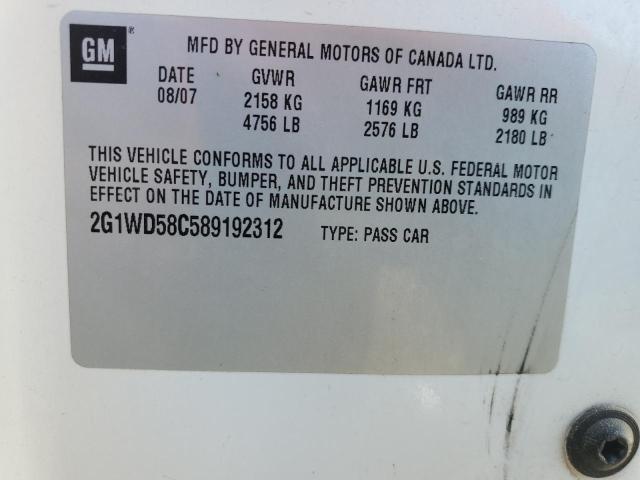 GM ®
MFD BY GENERAL MOTORS OF CANADA LTD.
DATE GVWR GAWR FRT GAWR RR
08/07 2158 KG 1169 KG 989 KG
4756 LB 2576 LB 2180 LB
THIS VEHICLE CONFORMS TO ALL APPLICABLE U.S. FEDERAL MOTOR
VEHICLE SAFETY, BUMPER, AND THEFT PREVENTION STANDARDS IN
EFFECT ON THE DATE OF MANUFACTURE SHOWN ABOVE.
2G1WD58C589192312 TYPE: PASS CAR